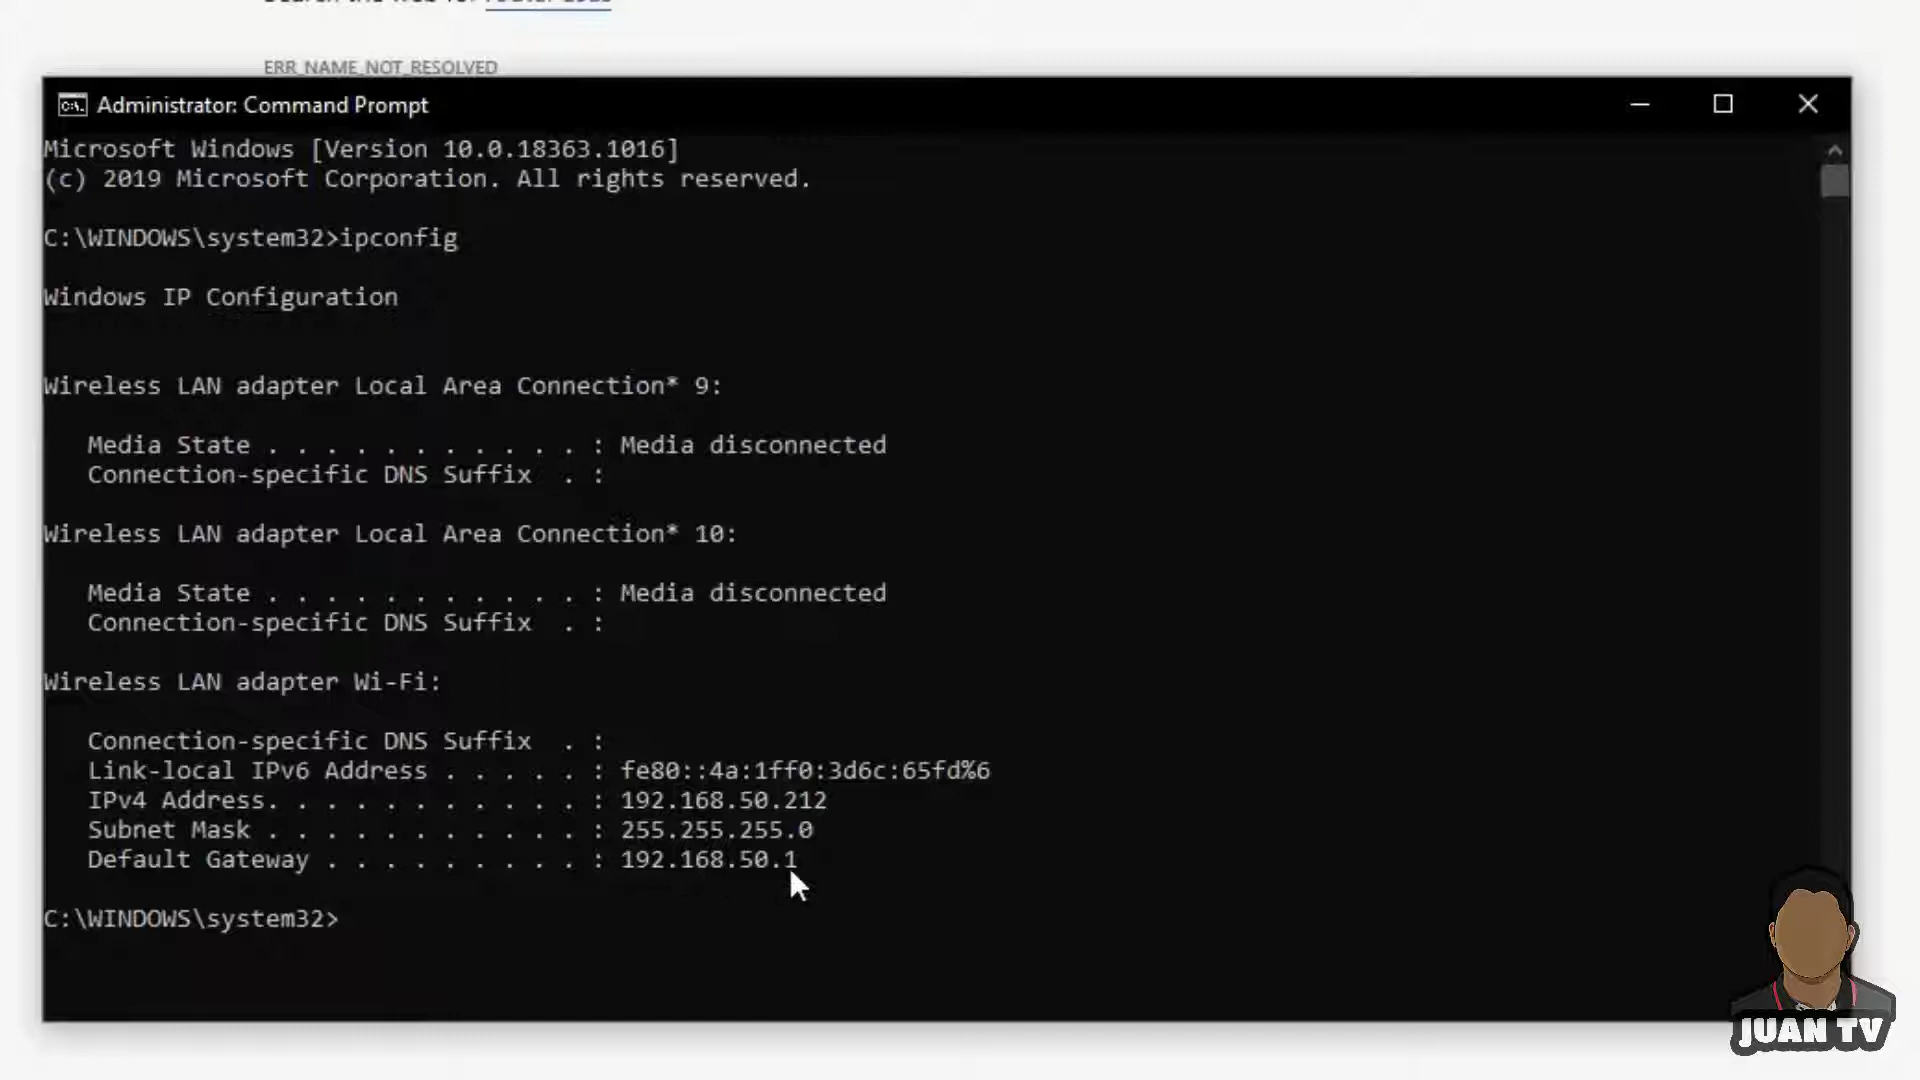 ERR_NAME_NOT_RESOLVED
Administrator: Command Prompt
Microsoft Windows [Version 10.0.18363.1016]
(c) 2019 Microsoft Corporation. All rights reserved.
C:\WINDOWS\system32>ipconfig
Windows IP Configuration
Wireless LAN adapter Local Area Connection* 9:
Media State . . . . . . . . . . . : Media disconnected
Connection-specific DNS Suffix  . :
Wireless LAN adapter Local Area Connection* 10:
Media State . . . . . . . . . . . : Media disconnected
Connection-specific DNS Suffix  . :
Wireless LAN adapter Wi-Fi:
Connection-specific DNS Suffix  . :
Link-local IPv6 Address . . . . . : fe80::4a:1ff0:3d6c:65fd%6
IPv4 Address. . . . . . . . . . . : 192.168.50.212
Subnet Mask . . . . . . . . . . . : 255.255.255.0
Default Gateway . . . . . . . . . : 192.168.50.1
C:\WINDOWS\system32>
JUAN TV